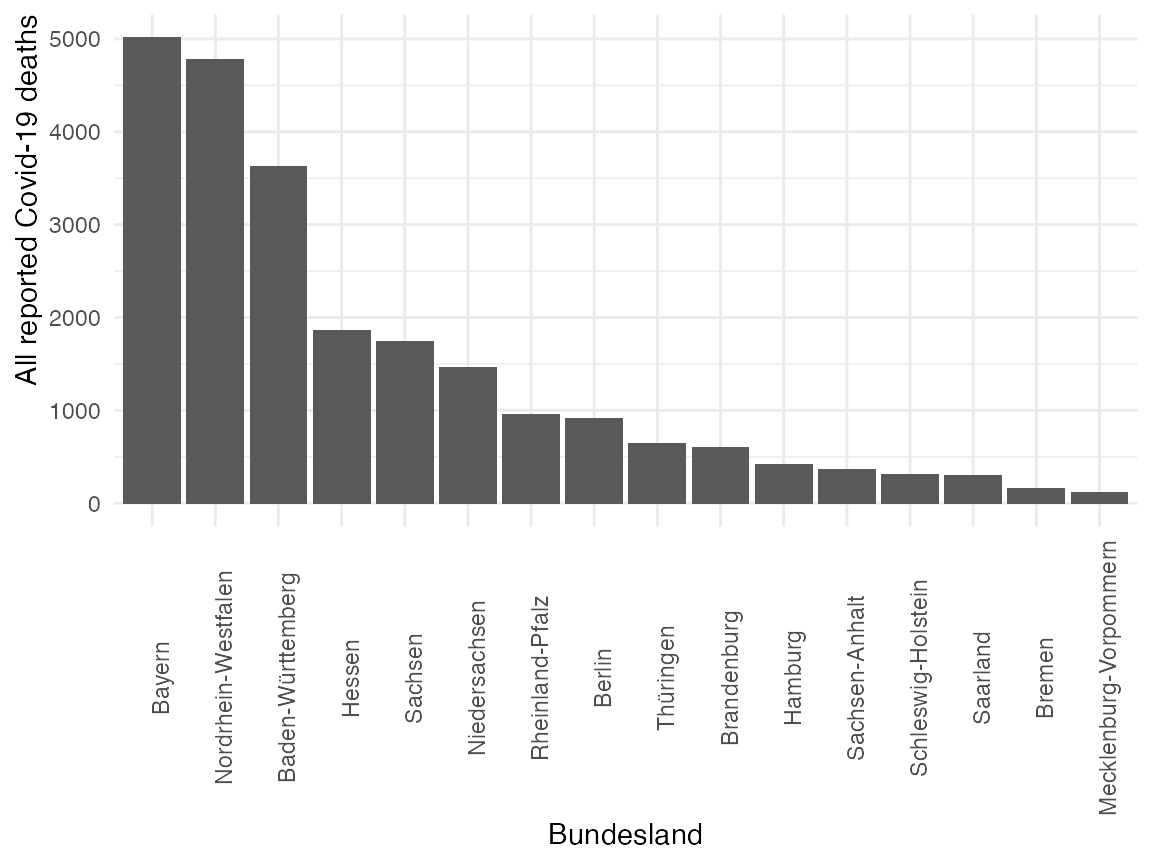 All reported Covid-19 deaths
5000
4000
3000
2000
1000
0
Bayern
Nordrhein-Westfalen
Baden-Württemberg
Hessen
Sachsen
Niedersachsen
Rheinland-Pfalz
Berlin
Thüringen
Brandenburg
Hamburg
Sachsen-Anhalt
Schleswig-Holstein
Saarland
Bremen
Mecklenburg-Vorpommern
Bundesland